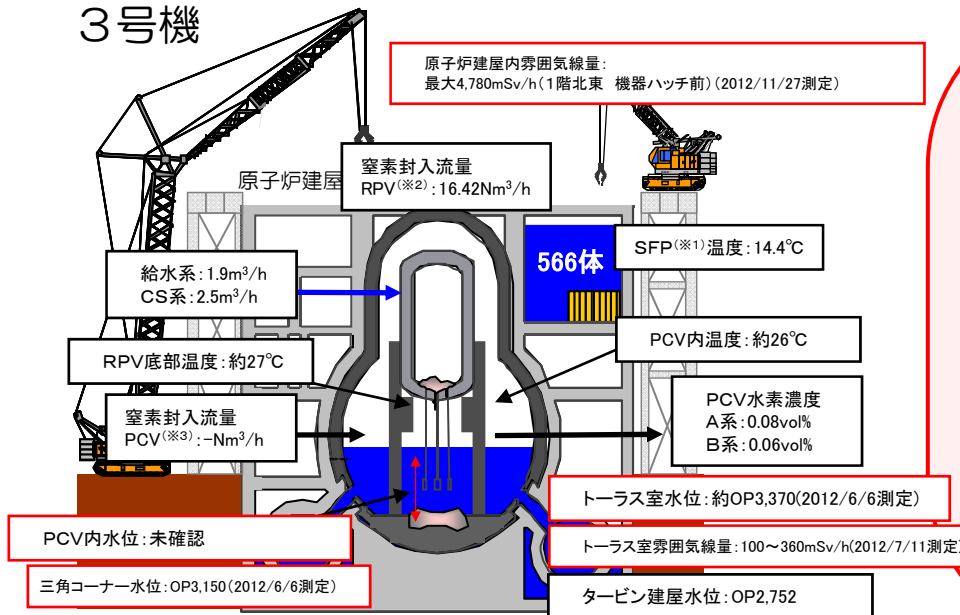 ３号機
原子炉建屋内雰囲気線量：
最大4,780mSv/h（１階北東　機器ハッチ前）（2012/11/27測定）
窒素封入流量
RPV(※2)：16.42Nm³/h
原子炉建屋
566体
SFP(※1)温度：14.4℃
給水系：1.9m³/h
CS系：2.5m³/h
RPV底部温度：約27℃
PCV内温度：約26℃
窒素封入流量
PCV(※3)：-Nm³/h
PCV水素濃度
A系：0.08vol%
B系：0.06vol%
トーラス室水位：約OP3,370(2012/6/6測定)
PCV内水位：未確認
トーラス室雰囲気線量：100～360mSv/h(2012/7/11測定)
三角コーナー水位：OP3,150(2012/6/6測定)
タービン建屋水位：OP2,752